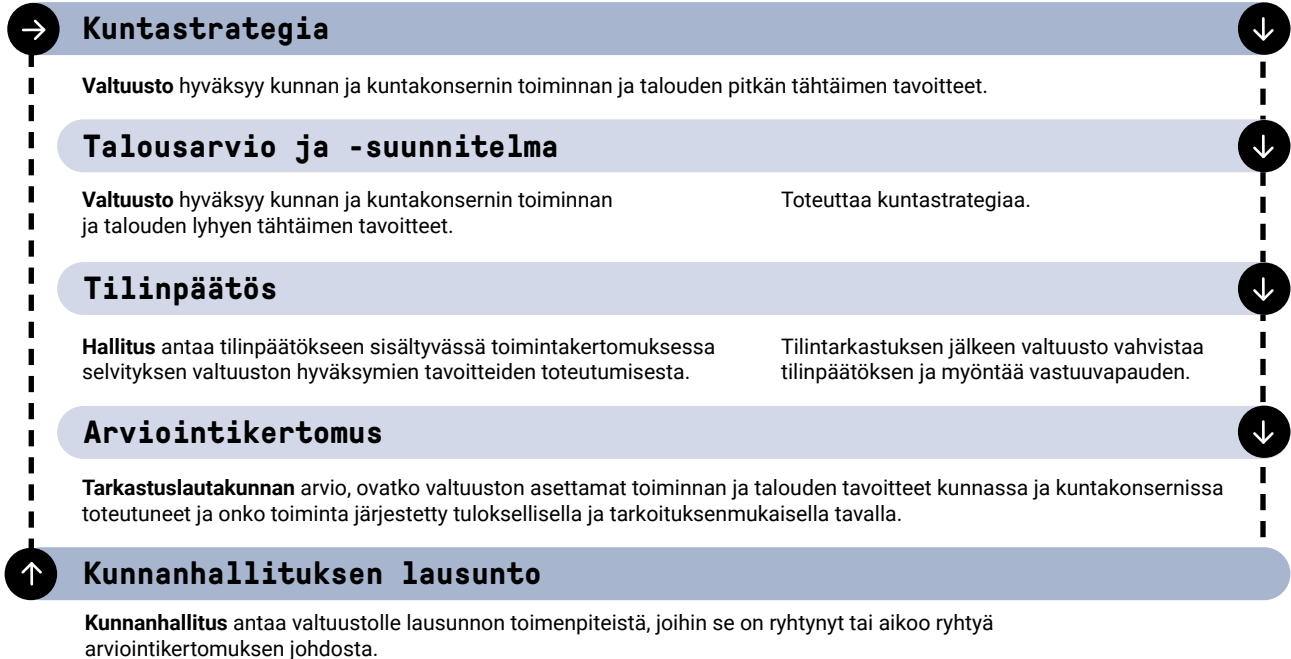 Kuntastrategia
Valtuusto hyväksyy kunnan ja kuntakonsernin toiminnan ja talouden pitkän tähtäimen tavoitteet.
Talousarvio ja -suunnitelma
Valtuusto hyväksyy kunnan ja kuntakonsernin toiminnan
ja talouden lyhyen tähtäimen tavoitteet.
Toteuttaa kuntastrategiaa.
Tilinpäätös
Hallitus antaa tilinpäätökseen sisältyvässä toimintakertomuksessa
selvityksen valtuuston hyväksymien tavoitteiden toteutumisesta.
Tilintarkastuksen jälkeen valtuusto vahvistaa
tilinpäätöksen ja myöntää vastuuvapauden.
Arviointikertomus
Tarkastuslautakunnan arvio, ovatko valtuuston asettamat toiminnan ja talouden tavoitteet kunnassa ja kuntakonsernissa
toteutuneet ja onko toiminta järjestetty tuloksellisella ja tarkoituksenmukaisella tavalla.
Kunnanhallituksen lausunto
Kunnanhallitus antaa valtuustolle lausunnon toimenpiteistä, joihin se on ryhtynyt tai aikoo ryhtyä
arviointikertomuksen johdosta.